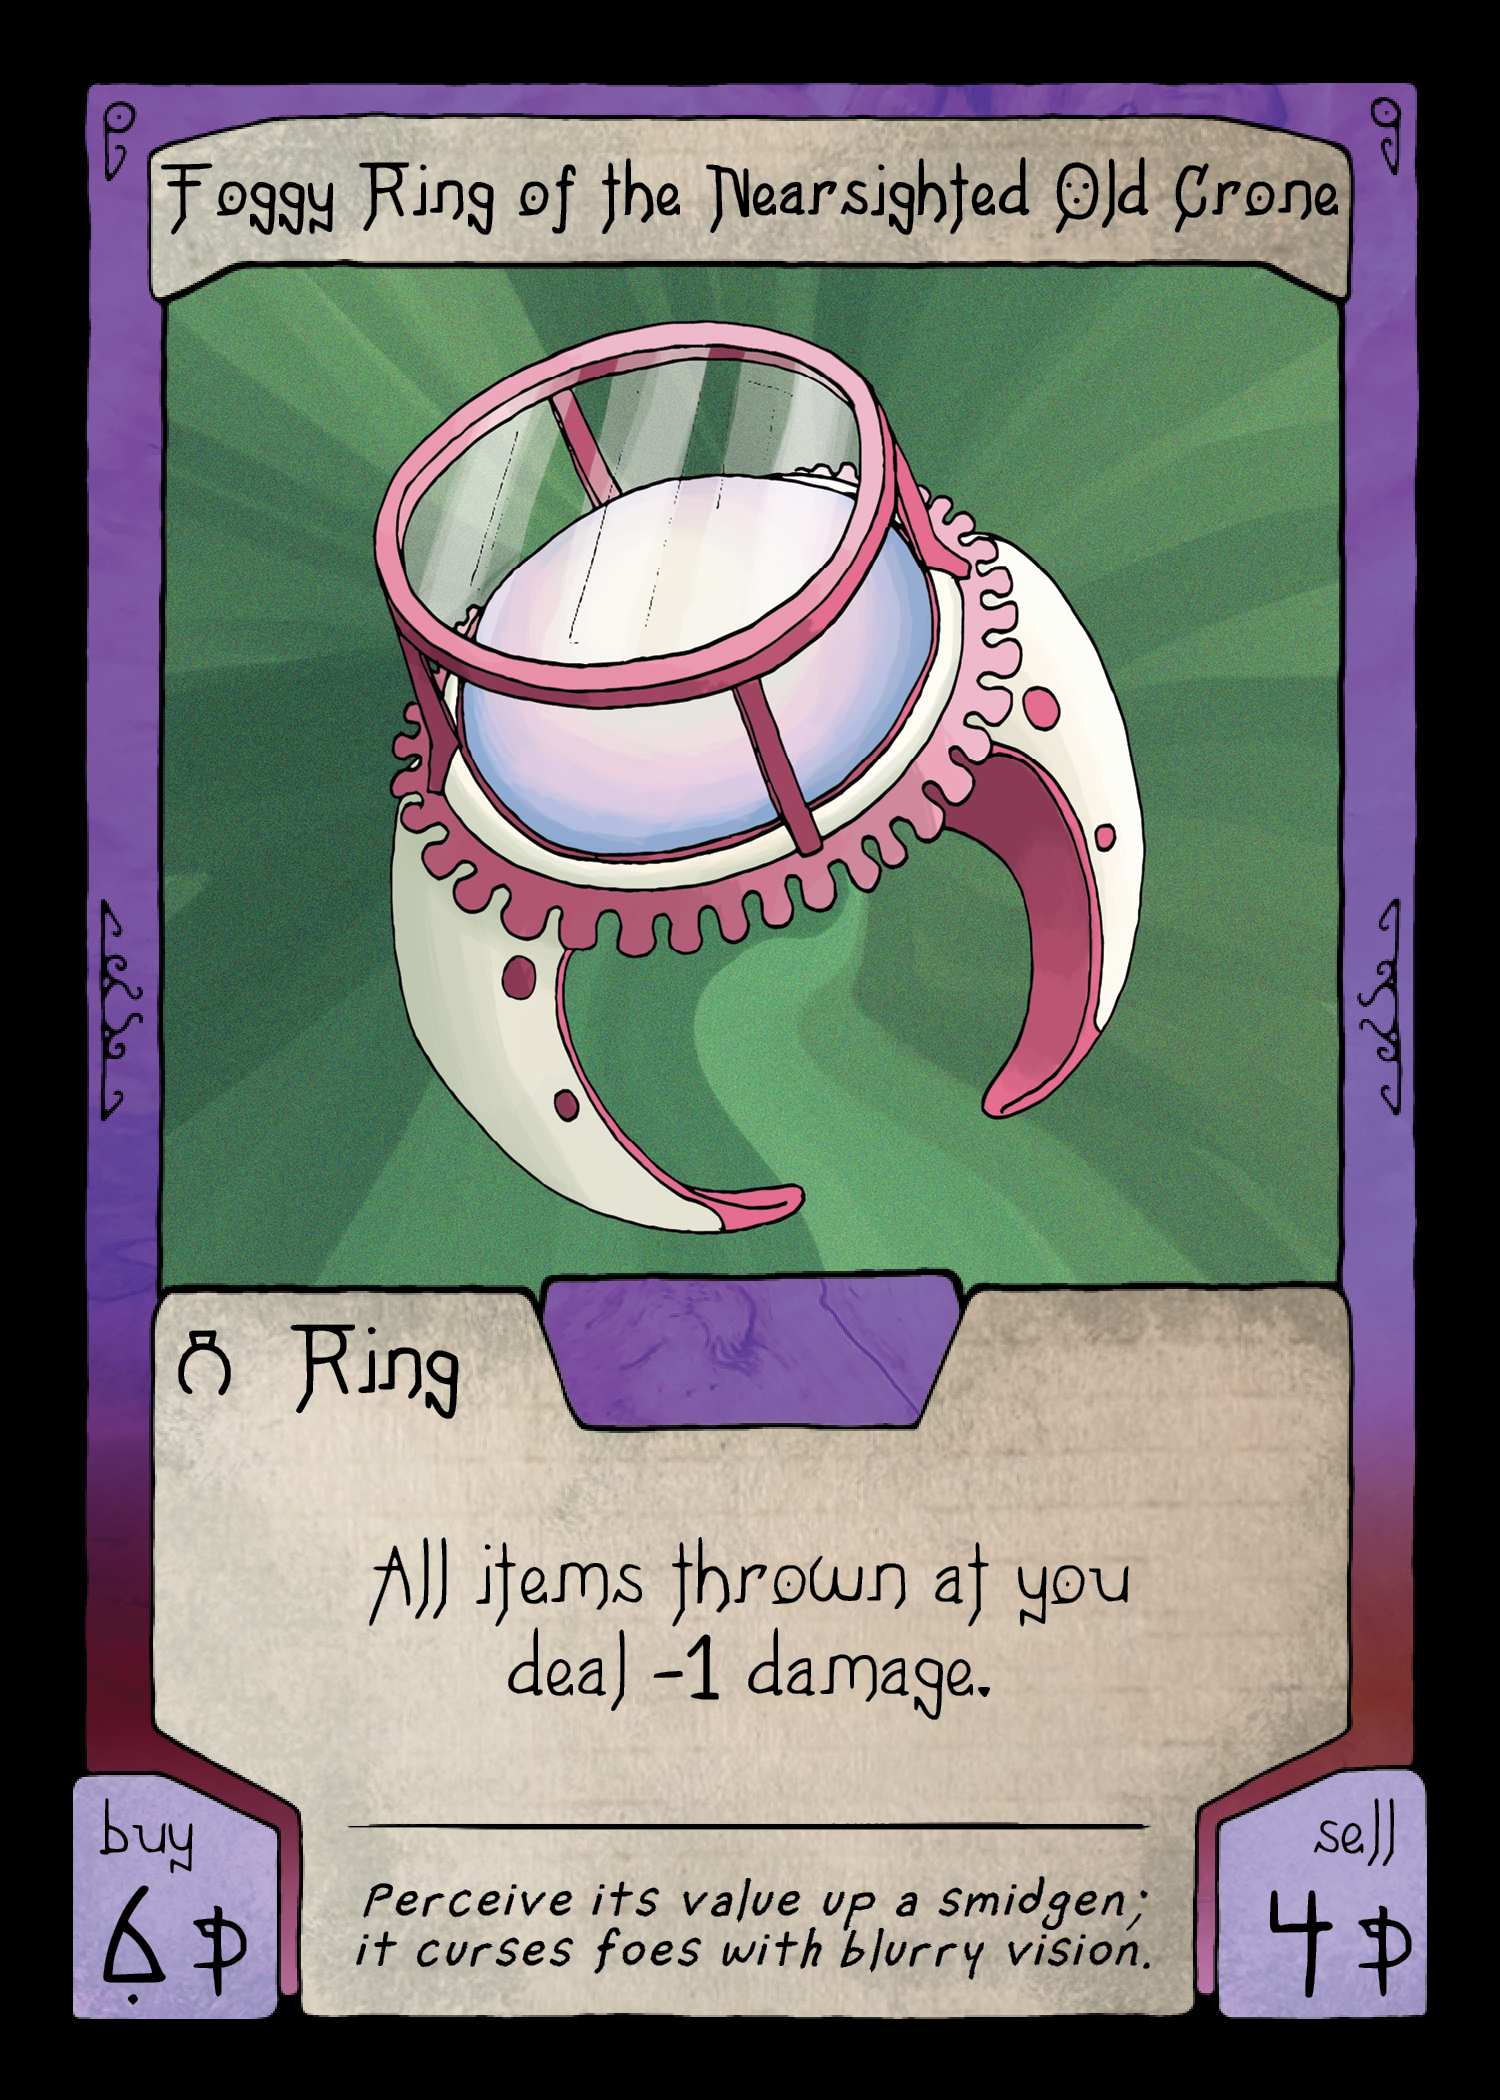 Foggy Ring of the Nearsighted Old Crone
Ring
All items thrown at you
deal -1 damage.
buy
6 Đ
sell
4 Đ
Perceive its value up a smidgen;
it curses foes with blurry vision.